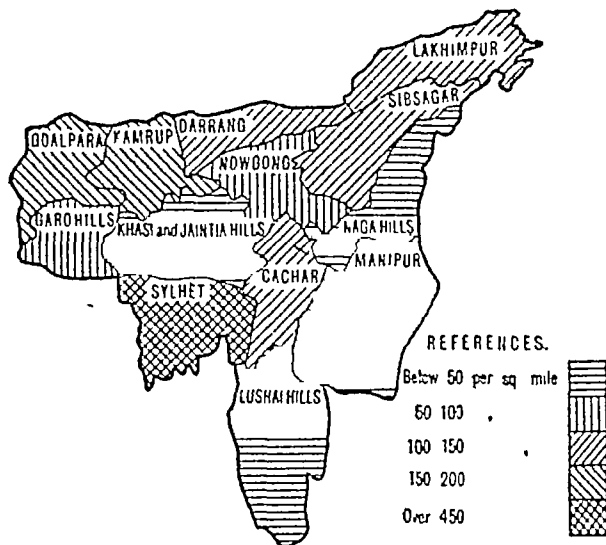 LAKHIMPUR
SIBSAGAR
DARRANG
KAMRUP
GOALPARA
NOWGONG
GARO HILLS
KHASI and JAINTIA HILLS
NAGA HILLS
MANIPUR
CACHAR
SYLHET
LUSHAI HILLS
REFERENCES.
Below 50 per sq mile
50 100 "
100 150 "
150 200
Over 450